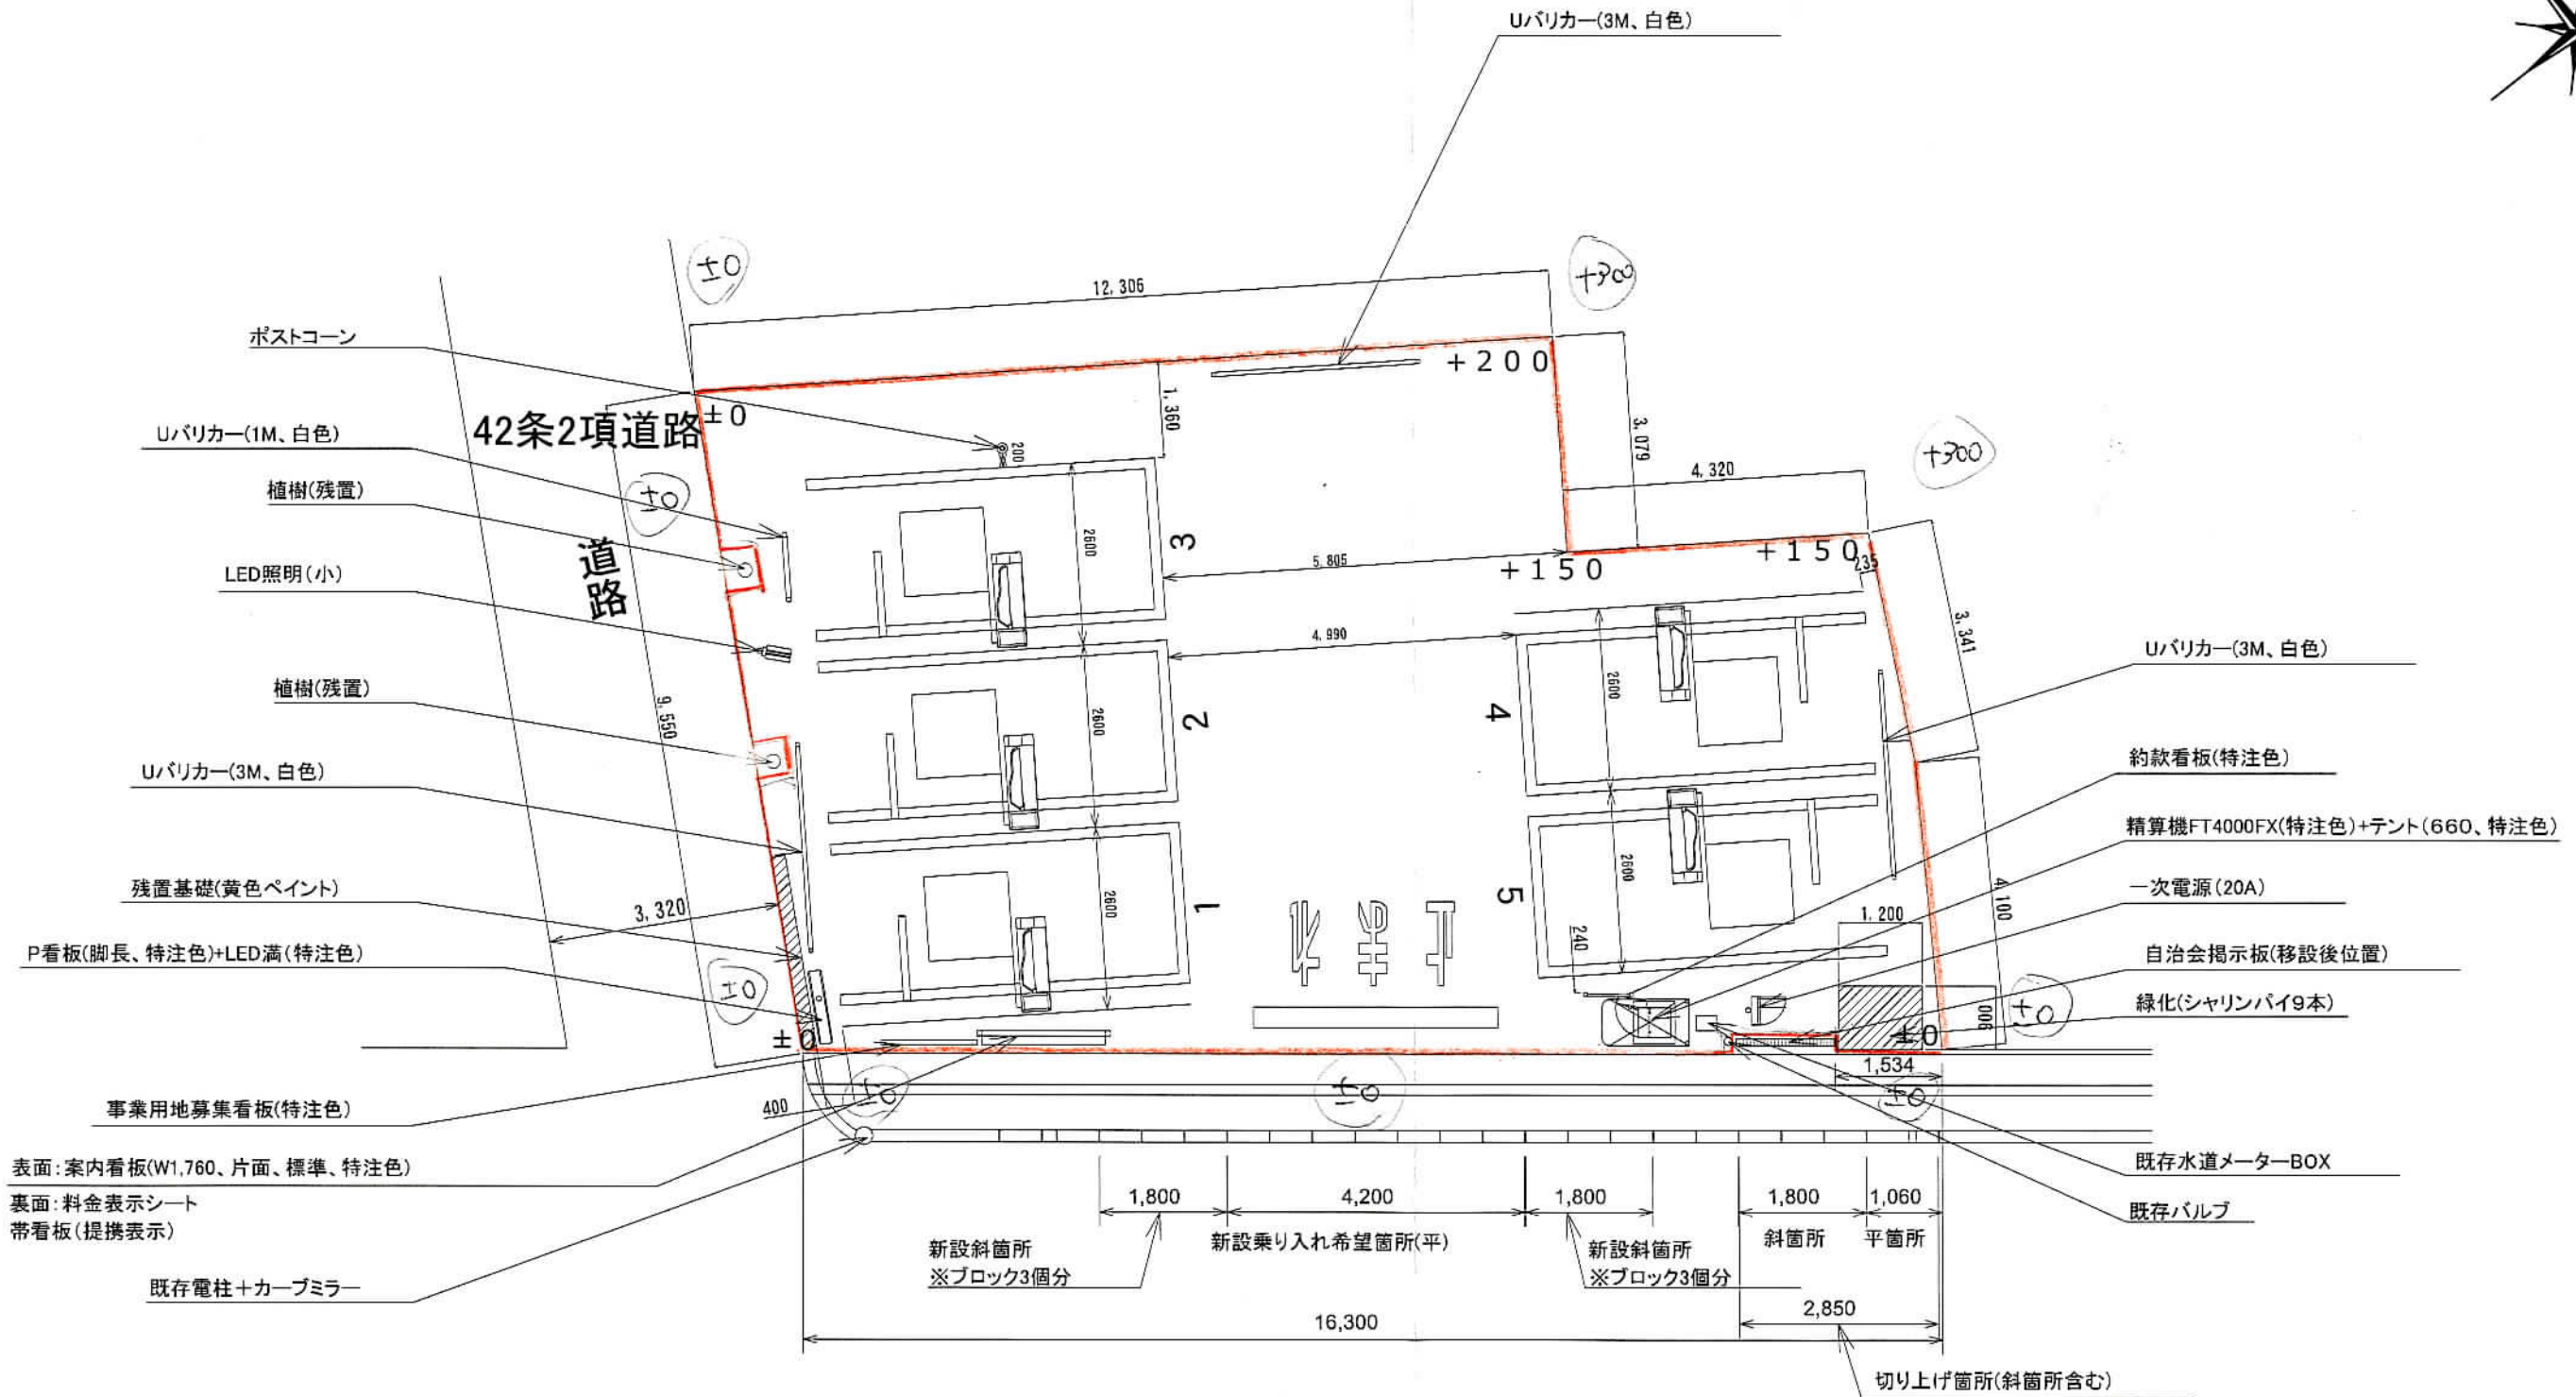 Uバリカー(3M、白色)
±0
12,306
+300
ポストコーン
+200
±0
42条2項道路
1,360
Uバリカー(1M、白色)
200
3,079
4,320
+300
植樹(残置)
±0
2600
3
+150
+150
235
道路
LED照明(小)
5,805
4,990
3,341
Uバリカー(3M、白色)
植樹(残置)
9,550
2600
2
4
2600
約款看板(特注色)
Uバリカー(3M、白色)
精算機FT4000FX(特注色)+テント(660、特注色)
残置基礎(黄色ペイント)
3,320
2600
1
5
2600
4,100
一次電源(20A)
1,200
240
P看板(脚長、特注色)+LED満(特注色)
自治会掲示板(移設後位置)
±0
900
±0
緑化(シャリンバイ9本)
±0
±0
1,534
事業用地募集看板(特注色)
400
±0
±0
±0
表面:案内看板(W1,760、片面、標準、特注色)
裏面:料金表示シート
帯看板(提携表示)
既存水道メーターBOX
既存バルブ
1,800
4,200
1,800
1,800
1,060
新設斜箇所
※ブロック3個分
新設乗り入れ希望箇所(平)
新設斜箇所
※ブロック3個分
斜箇所
平箇所
既存電柱+カーブミラー
16,300
2,850
切り上げ箇所(斜箇所含む)